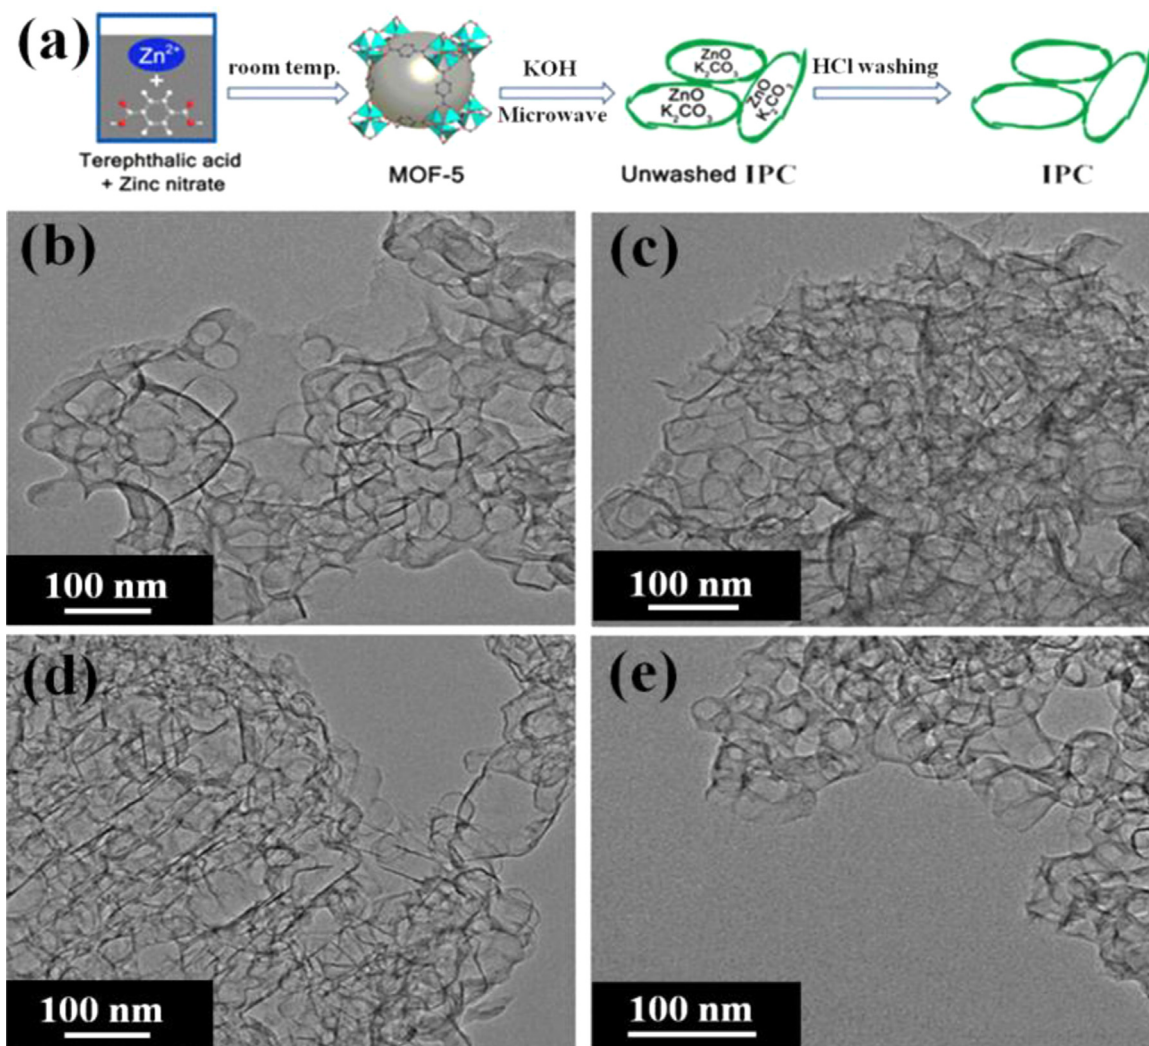 (a)
Zn²⁺
+
Terephthalic acid
+ Zinc nitrate
room temp.
MOF-5
KOH
Microwave
ZnO
K₂CO₃
ZnO
K₂CO₃
ZnO
K₂CO₃
Unwashed IPC
HCl washing
IPC
(b)
100 nm
(c)
100 nm
(d)
100 nm
(e)
100 nm